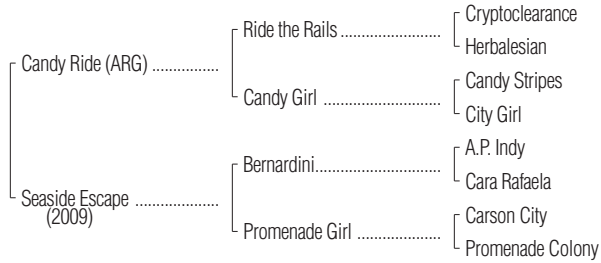 Cryptoclearance
Ride the Rails
Herbalesian
Candy Ride (ARG)
Candy Stripes
Candy Girl
City Girl
A.P. Indy
Bernardini
Cara Rafaela
Seaside Escape
(2009)
Carson City
Promenade Girl
Promenade Colony